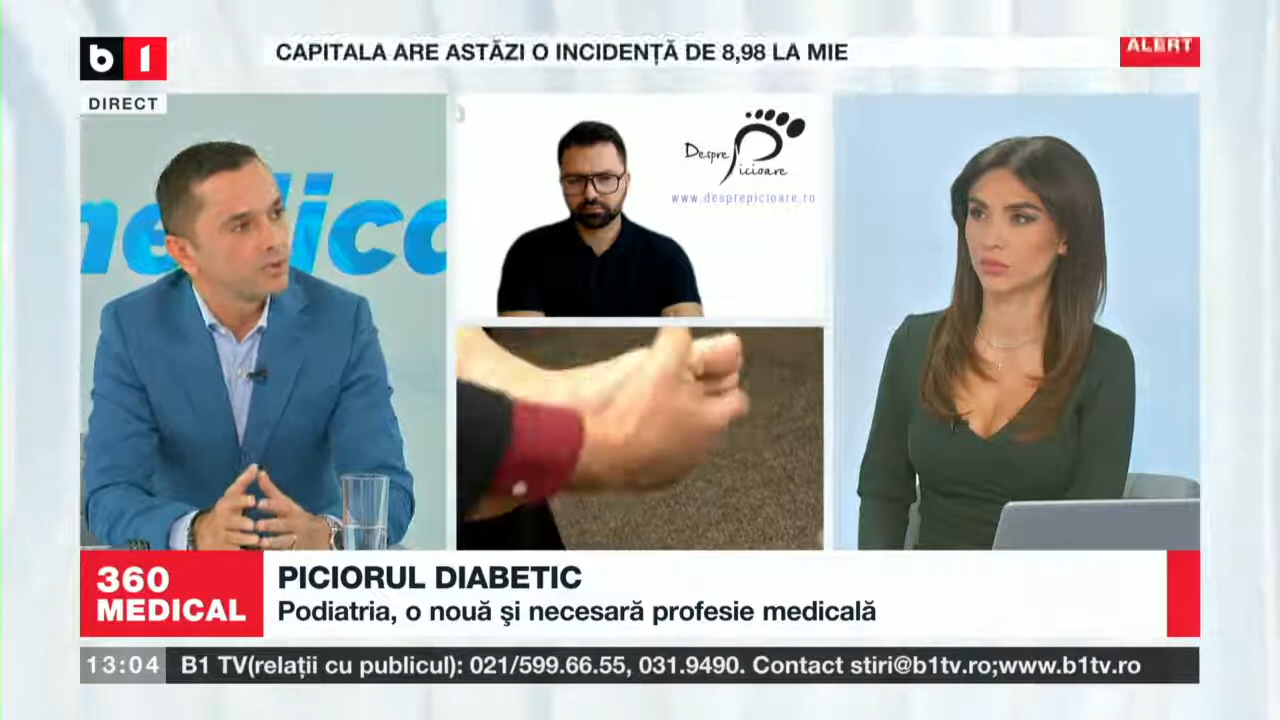 b1
CAPITALA ARE ASTĂZI O INCIDENȚĂ DE 8,98 LA MIE
ALERT
DIRECT
Despre
Picioare
www.desprepicioare.ro
360
MEDICAL
PICIORUL DIABETIC
Podiatria, o nouă şi necesară profesie medicală
13:04
B1 TV(relații cu publicul): 021/599.66.55, 031.9490. Contact stiri@b1tv.ro;www.b1tv.ro